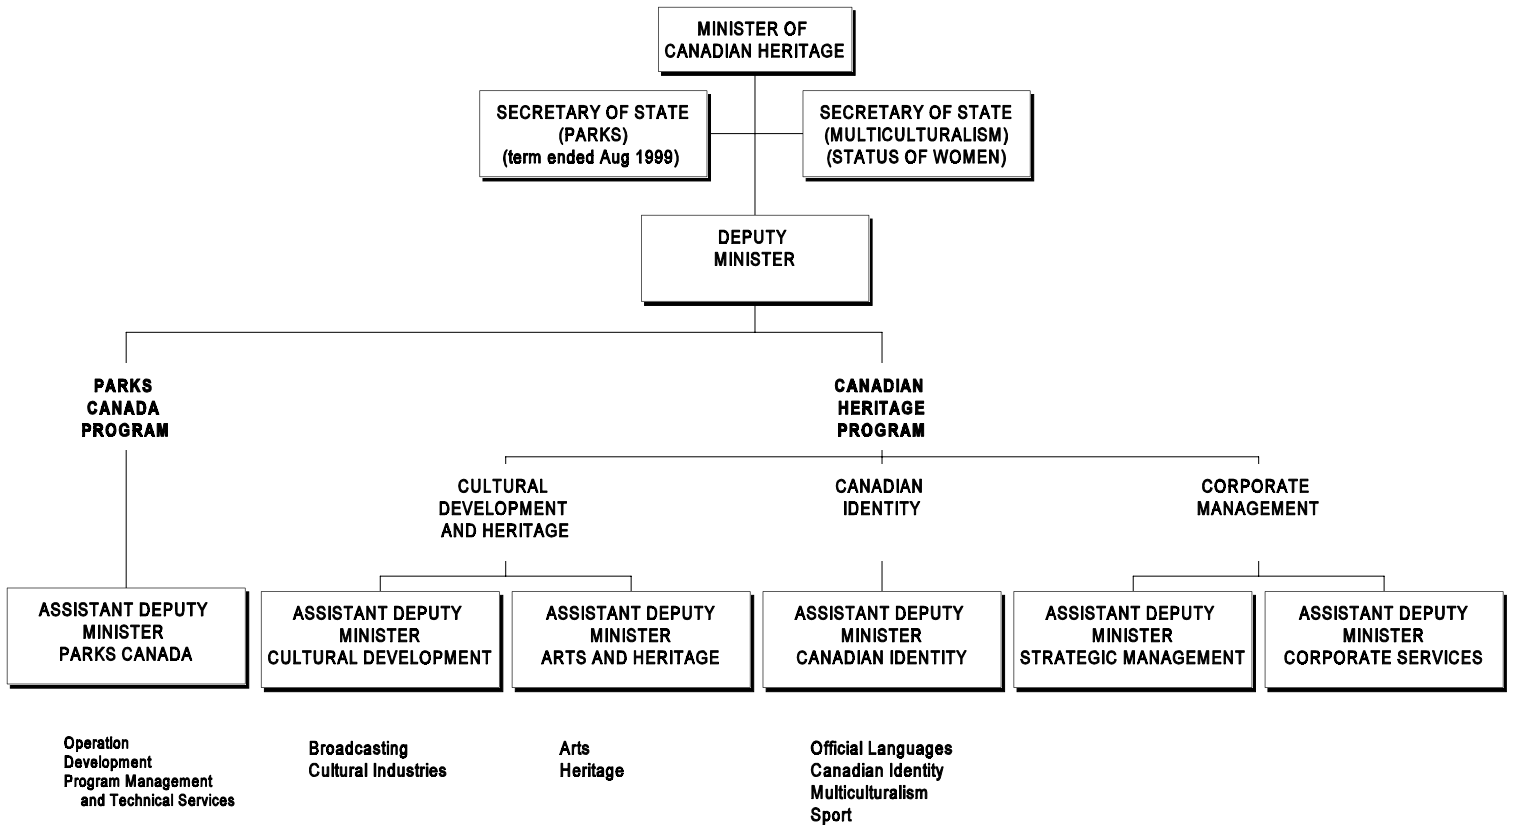 MINISTER OF
CANADIAN HERITAGE
SECRETARY OF STATE
(PARKS)
(term ended Aug 1999)
SECRETARY OF STATE
(MULTICULTURALISM)
(STATUS OF WOMEN)
DEPUTY
MINISTER
PARKS
CANADA
PROGRAM
CANADIAN
HERITAGE
PROGRAM
CULTURAL
DEVELOPMENT
AND HERITAGE
CANADIAN
IDENTITY
CORPORATE
MANAGEMENT
ASSISTANT DEPUTY
MINISTER
PARKS CANADA
ASSISTANT DEPUTY
MINISTER
CULTURAL DEVELOPMENT
ASSISTANT DEPUTY
MINISTER
ARTS AND HERITAGE
ASSISTANT DEPUTY
MINISTER
CANADIAN IDENTITY
ASSISTANT DEPUTY
MINISTER
STRATEGIC MANAGEMENT
ASSISTANT DEPUTY
MINISTER
CORPORATE SERVICES
Operation
Development
Program Management
and Technical Services
Broadcasting
Cultural Industries
Arts
Heritage
Official Languages
Canadian Identity
Multiculturalism
Sport